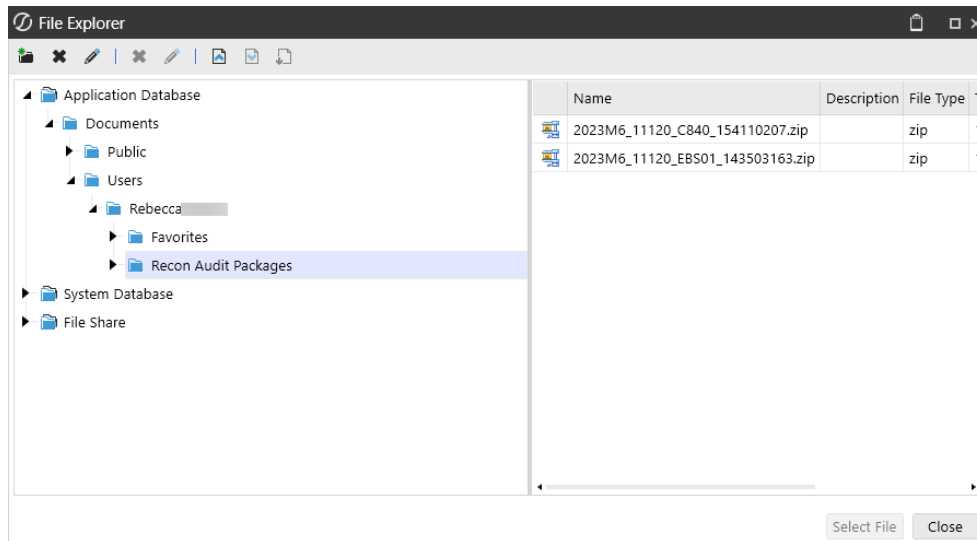 File Explorer
Application Database
Documents
Public
Users
Rebecca
Favorites
Recon Audit Packages
System Database
File Share
Name Description File Type
2023M6_11120_C840_154110207.zip zip
2023M6_11120_EBS01_143503163.zip zip
Select File Close